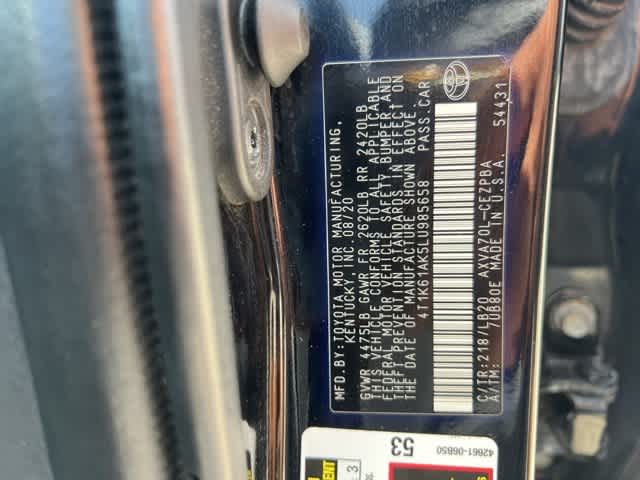 MFD.BY:TOYOTA MOTOR MANUFACTURING,
KENTUCKY, INC. 08/20
GVWR 4475LB GAWR FR 2620LB RR 2420LB
THIS VEHICLE CONFORMS TO ALL APPLICABLE
FEDERAL MOTOR VEHICLE SAFETY, BUMPER, AND
THEFT PREVENTION STANDARDS IN EFFECT ON
THE DATE OF MANUFACTURE SHOWN ABOVE.
4T1K61AK5LU985658 PASS.CAR
C/TR:218/LB20 AXVA70L-CEZPBA
A/TM: 7UB80E MADE IN U.S.A. 54431
42661-06B50
53